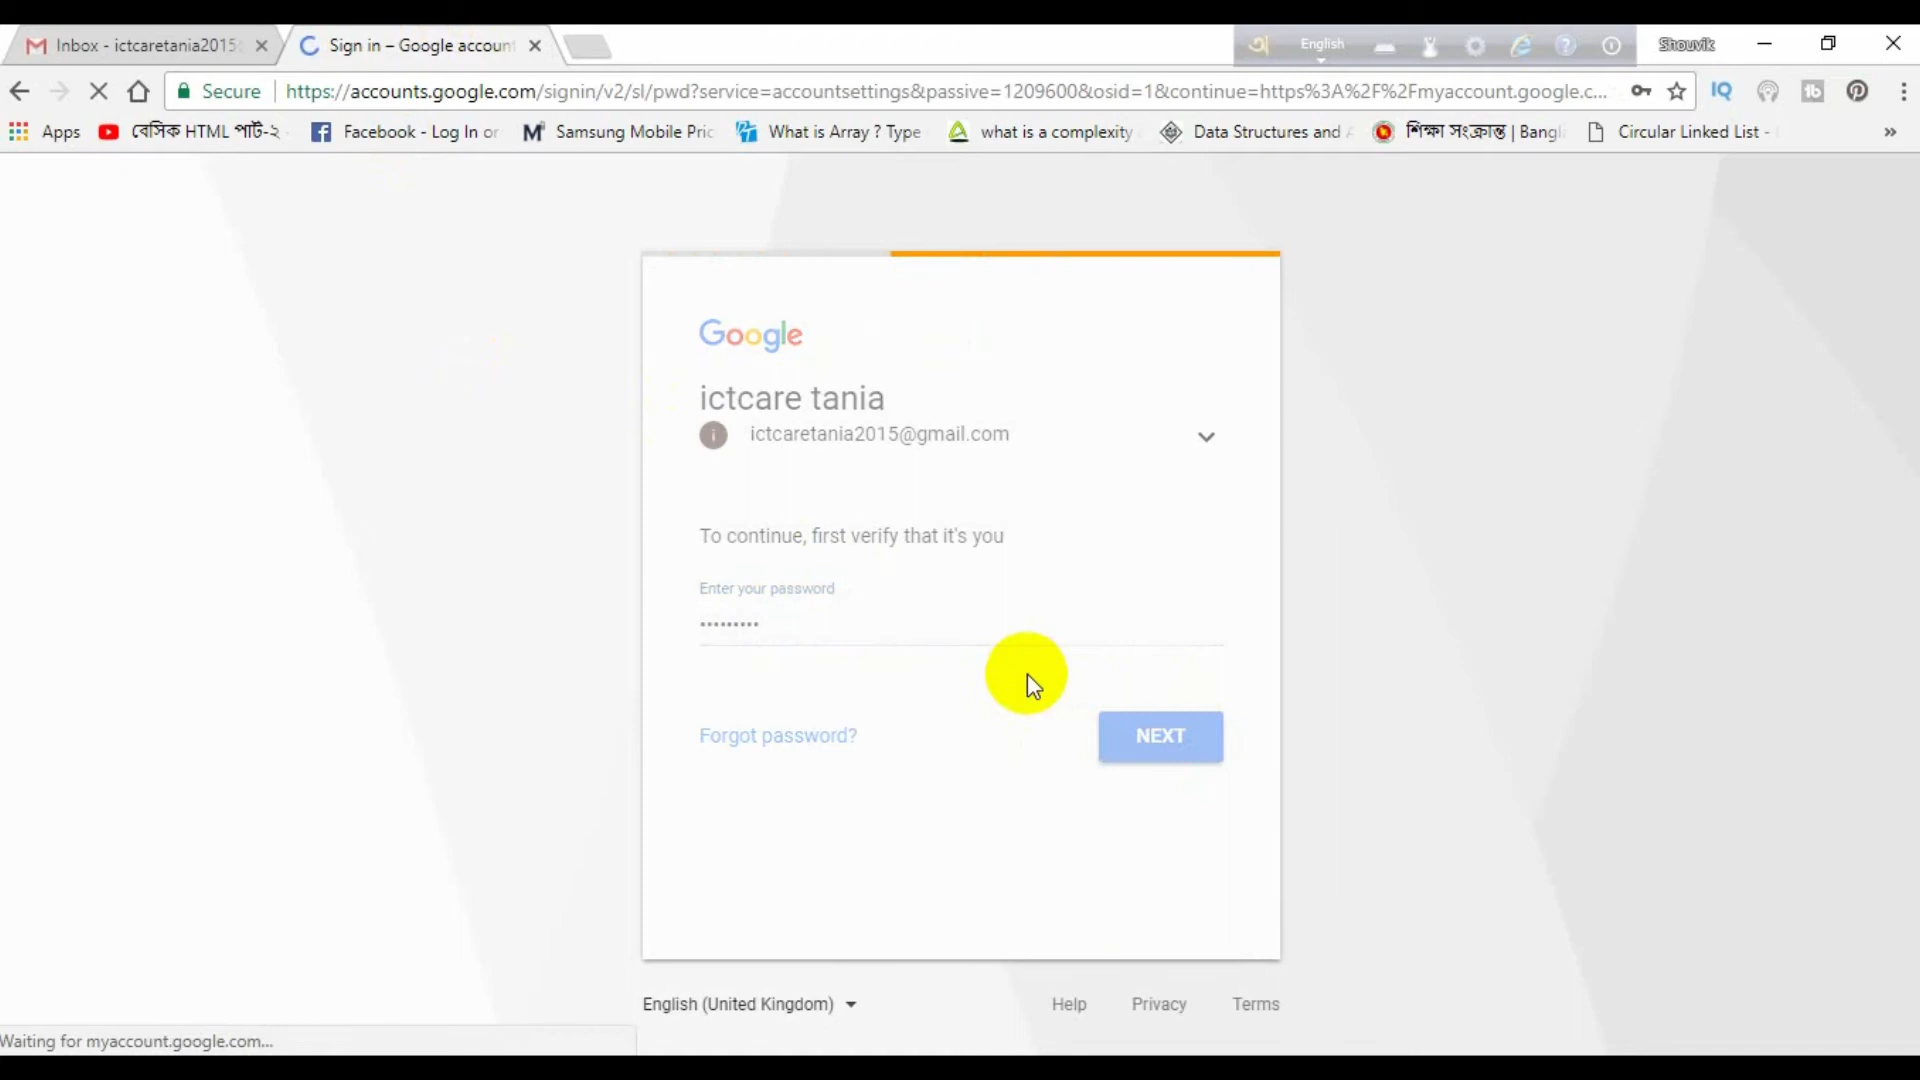 Inbox - ictcaretania2015
Sign in – Google account
English
Shouvik
Secure
https://accounts.google.com/signin/v2/sl/pwd?service=accountsettings&passive=1209600&osid=1&continue=https%3A%2F%2Fmyaccount.google.c...
Apps
বেসিক HTML পার্ট-২
Facebook - Log In or
Samsung Mobile Pric
What is Array ? Type
what is a complexity
Data Structures and
শিক্ষা সংক্রান্ত | Bangl
Circular Linked List -
Google
ictcare tania
ictcaretania2015@gmail.com
To continue, first verify that it's you
Enter your password
Forgot password?
NEXT
English (United Kingdom)
Help
Privacy
Terms
Waiting for myaccount.google.com...